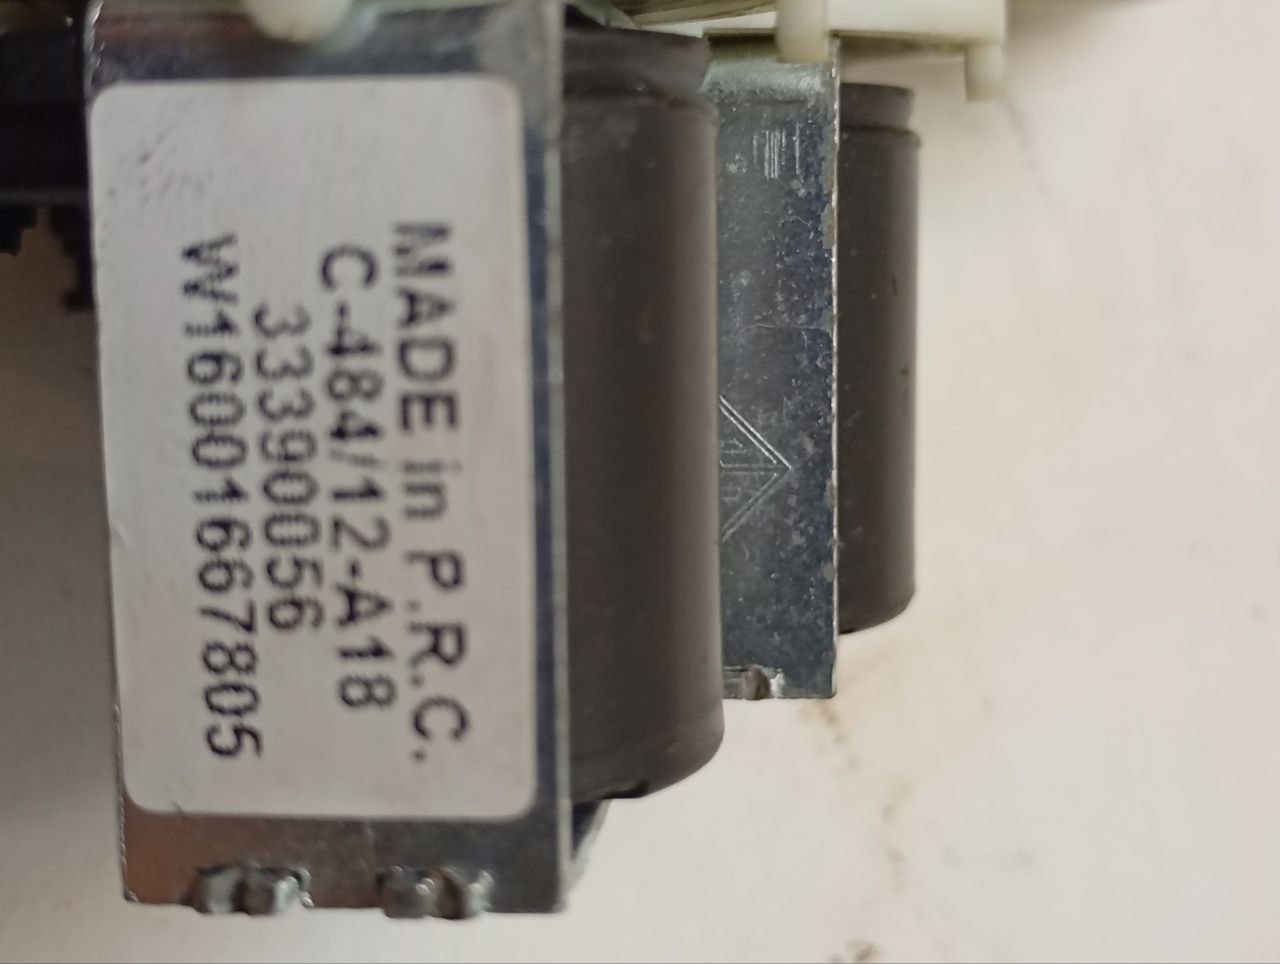 MADE in P.R.C.
C-484/12-A18
33390056
W16001667805